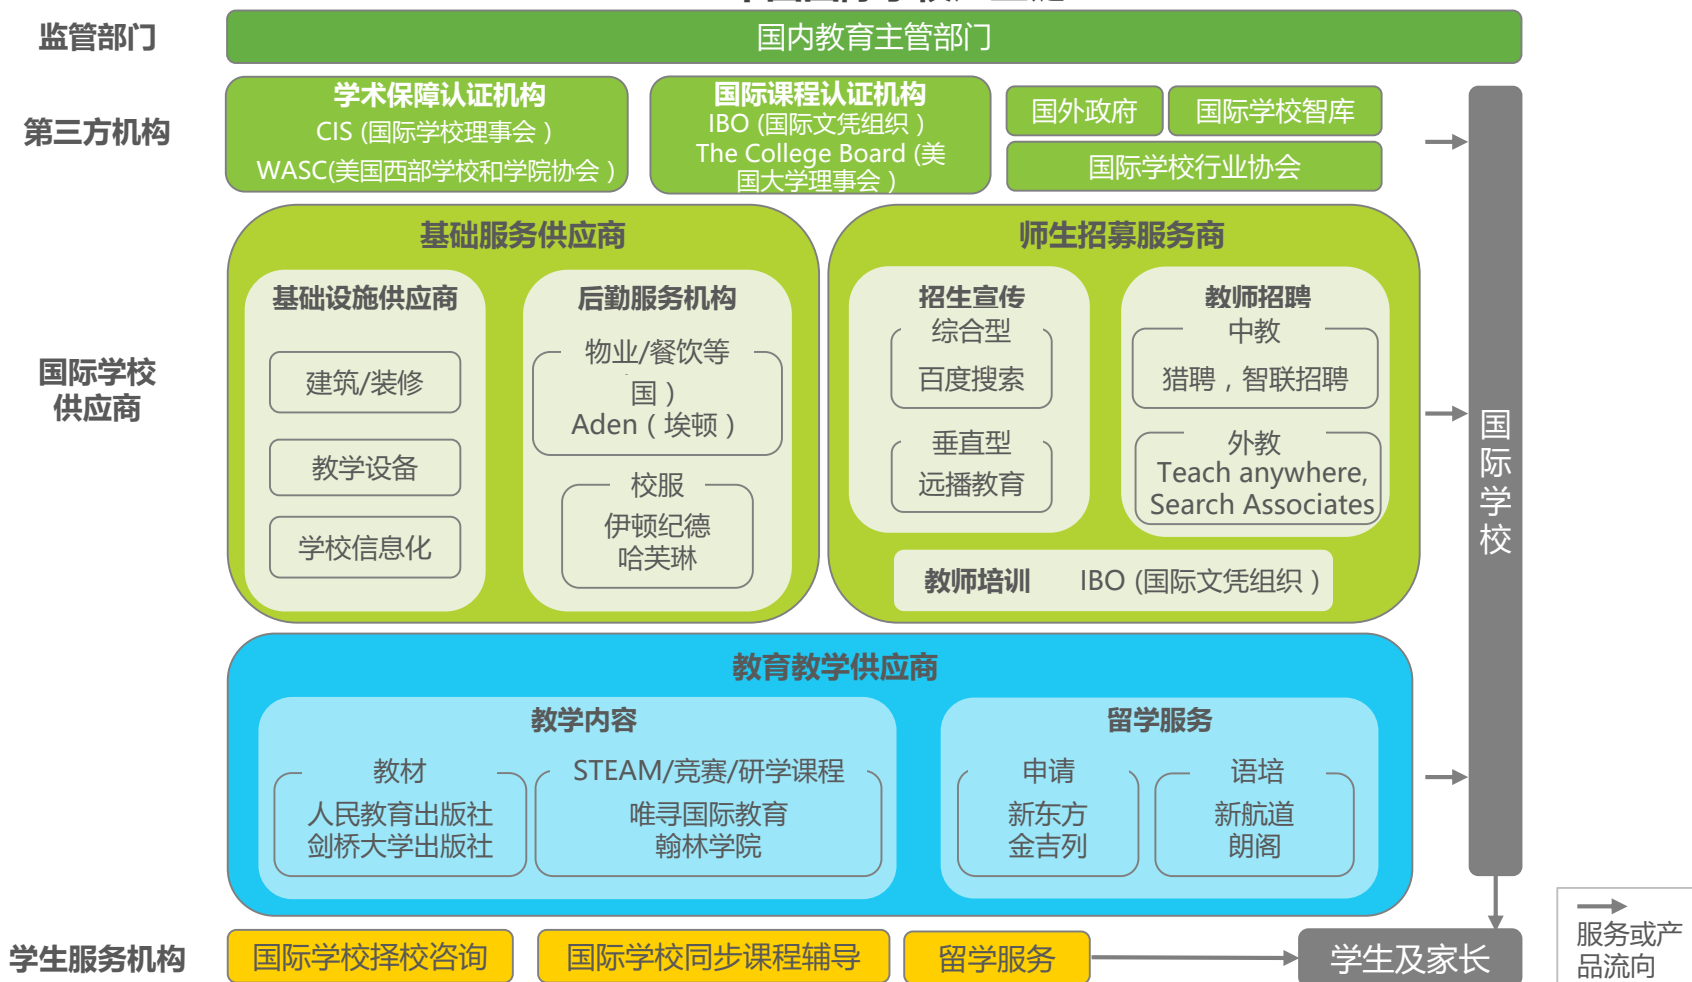 监管部门
国内教育主管部门
第三方机构
学术保障认证机构
CIS (国际学校理事会)
WASC(美国西部学校和学院协会)
国际课程认证机构
IBO (国际文凭组织)
The College Board (美
国大学理事会)
国外政府
国际学校智库
国际学校行业协会
国际学校
供应商
基础服务供应商
基础设施供应商
建筑/装修
教学设备
学校信息化
后勤服务机构
物业/餐饮等
国)
Aden(埃顿)
校服
伊顿纪德
哈芙琳
师生招募服务商
招生宣传
综合型
百度搜索
垂直型
远播教育
教师招聘
中教
猎聘,智联招聘
外教
Teach anywhere,
Search Associates
教师培训 IBO (国际文凭组织)
教育教学供应商
教学内容
教材
人民教育出版社
剑桥大学出版社
STEAM/竞赛/研学课程
唯寻国际教育
翰林学院
留学服务
申请
新东方
金吉列
语培
新航道
朗阁
国际学校
学生服务机构
国际学校择校咨询
国际学校同步课程辅导
留学服务
学生及家长
服务或产
品流向